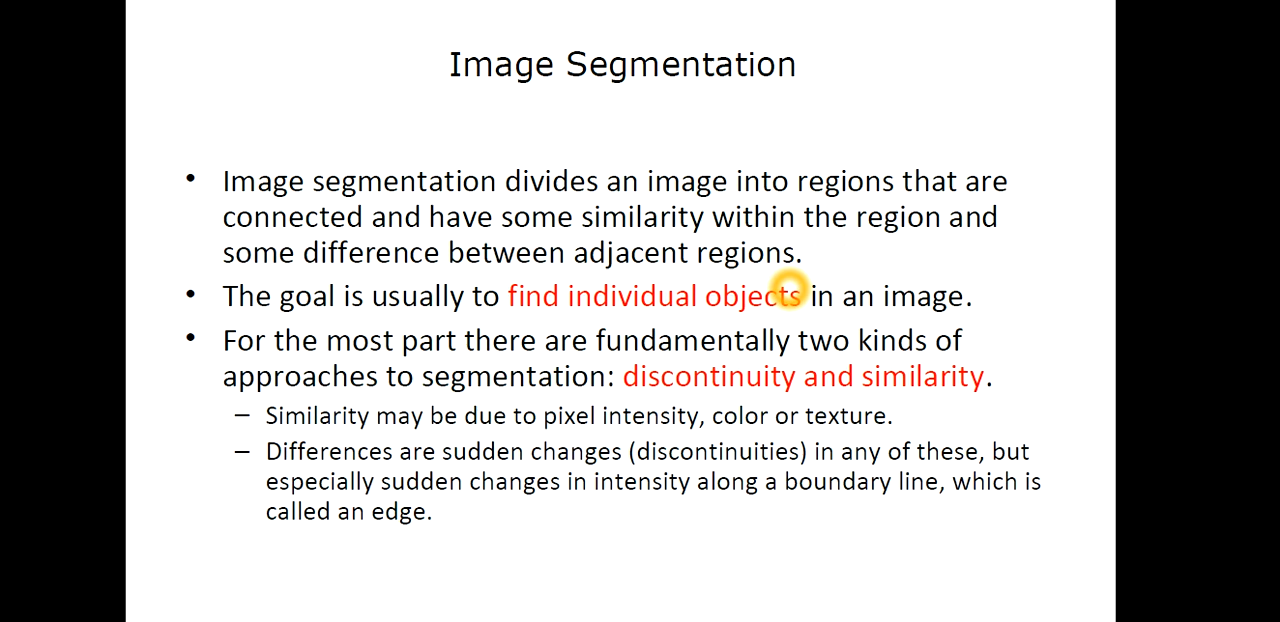 Image Segmentation
• Image segmentation divides an image into regions that are
connected and have some similarity within the region and
some difference between adjacent regions.
• The goal is usually to find individual objects in an image.
• For the most part there are fundamentally two kinds of
approaches to segmentation: discontinuity and similarity.
– Similarity may be due to pixel intensity, color or texture.
– Differences are sudden changes (discontinuities) in any of these, but
especially sudden changes in intensity along a boundary line, which is
called an edge.